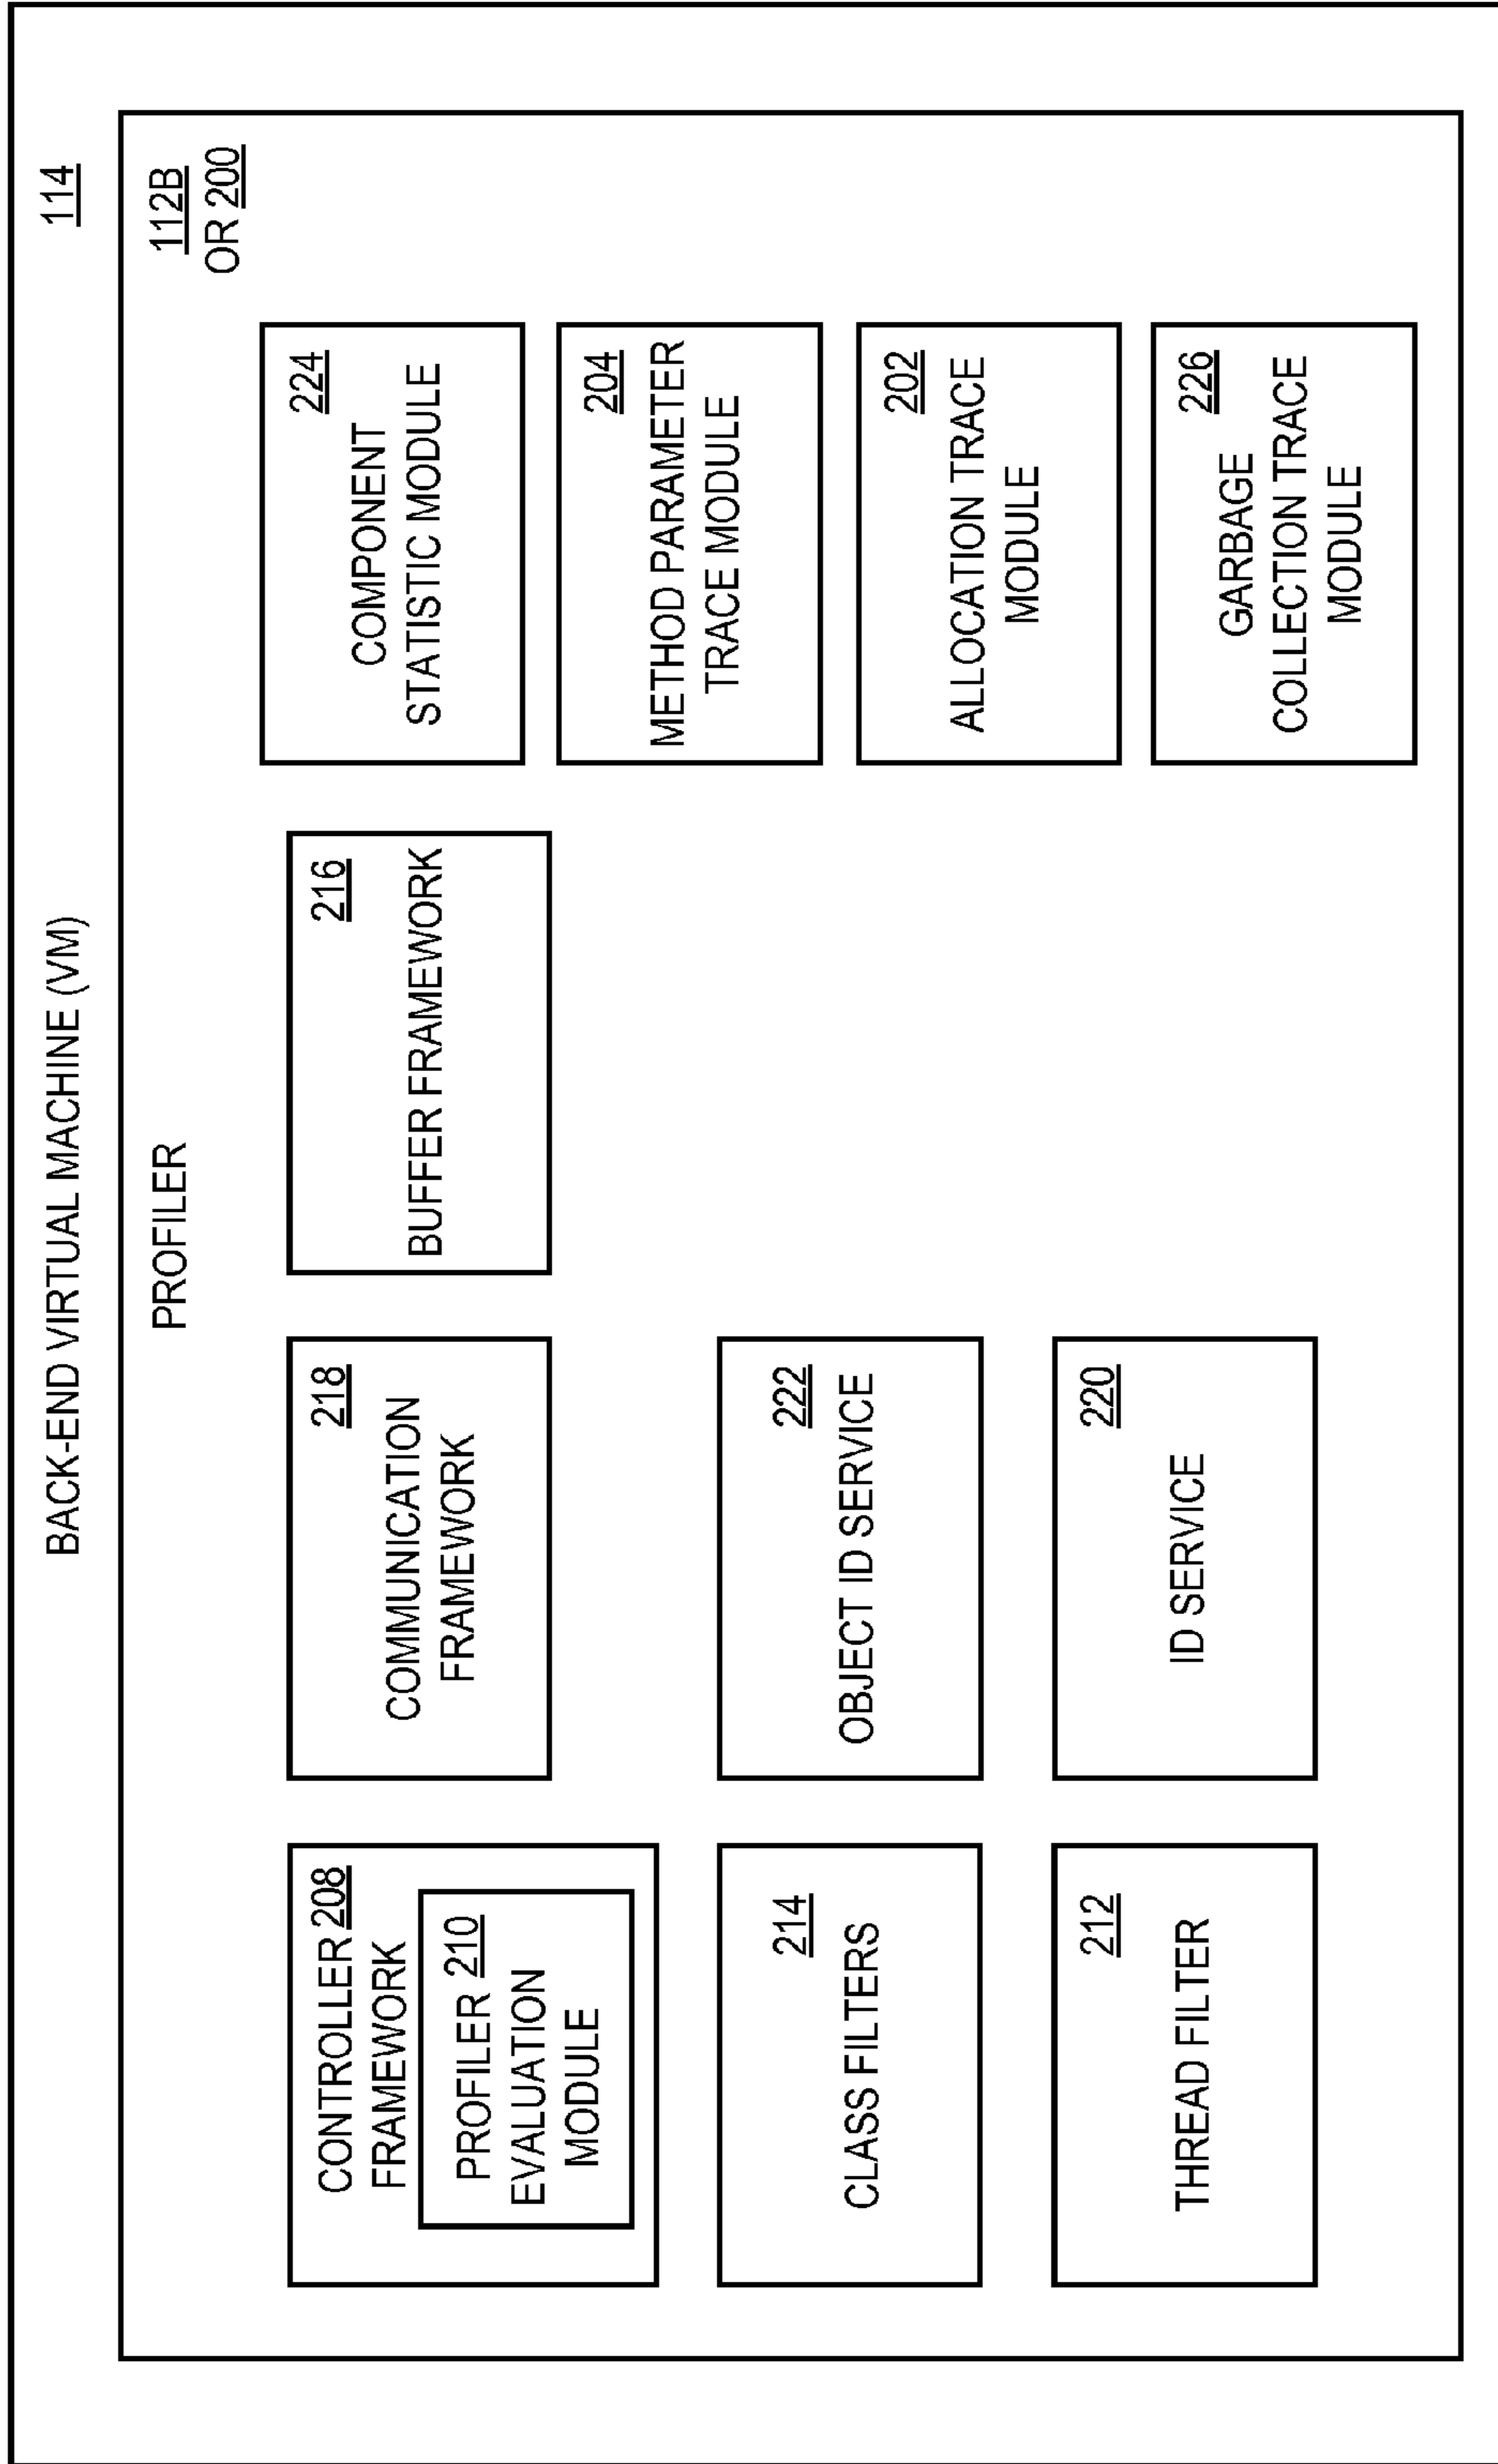 BACK-END VIRTUAL MACHINE (VM)
114
PROFILER
112B
OR 200
CONTROLLER 208
FRAMEWORK
PROFILER 210
EVALUATION
MODULE
218
COMMUNICATION
FRAMEWORK
216
BUFFER FRAMEWORK
224
COMPONENT
STATISTIC MODULE
204
METHOD PARAMETER
TRACE MODULE
214
CLASS FILTERS
222
OBJECT ID SERVICE
202
ALLOCATION TRACE
MODULE
212
THREAD FILTER
220
ID SERVICE
226
GARBAGE
COLLECTION TRACE
MODULE